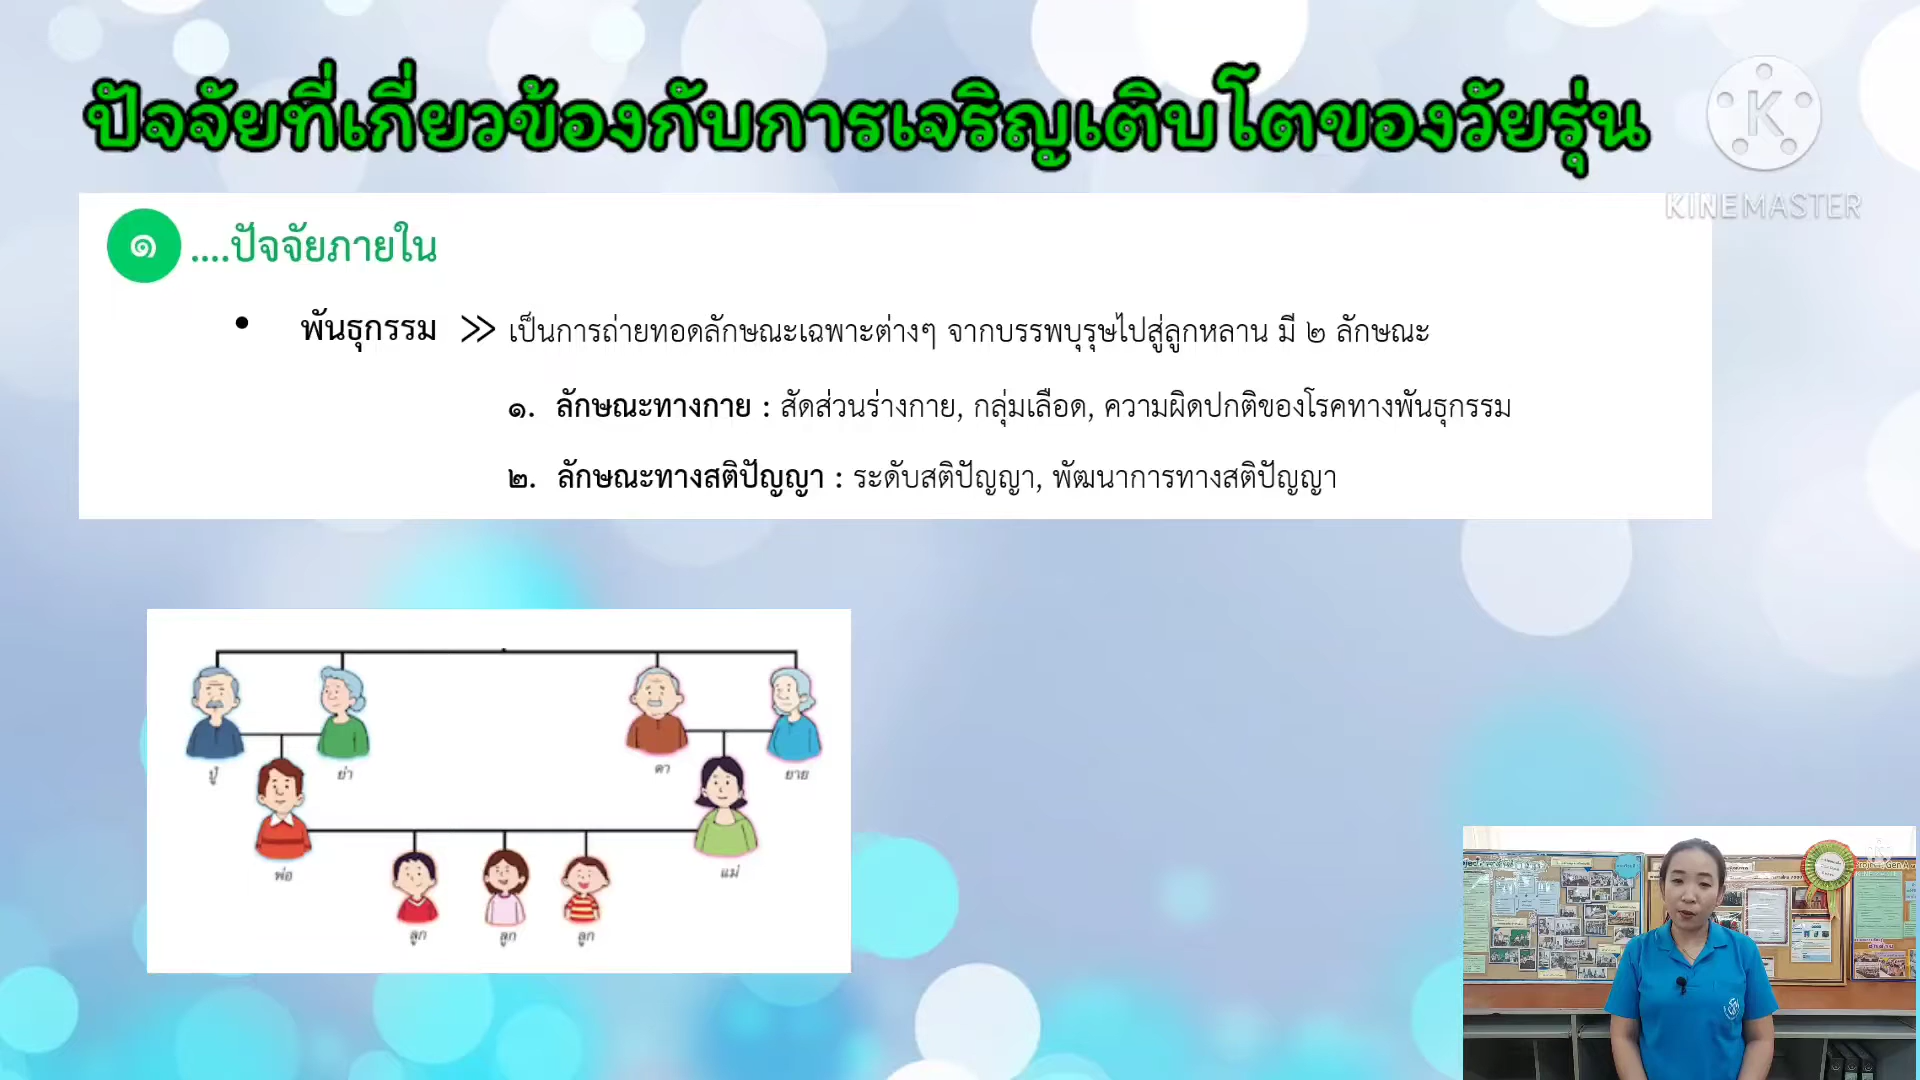 ปัจจัยที่เกี่ยวข้องกับการเจริญเติบโตของวัยรุ่น
K
KINEMASTER
๑ ....ปัจจัยภายใน
• พันธุกรรม >> เป็นการถ่ายทอดลักษณะเฉพาะต่างๆ จากบรรพบุรุษไปสู่ลูกหลาน มี ๒ ลักษณะ
๑. ลักษณะทางกาย : สัดส่วนร่างกาย, กลุ่มเลือด, ความผิดปกติของโรคทางพันธุกรรม
๒. ลักษณะทางสติปัญญา : ระดับสติปัญญา, พัฒนาการทางสติปัญญา
ปู่ ย่า ตา ยาย
พ่อ แม่
ลูก ลูก ลูก